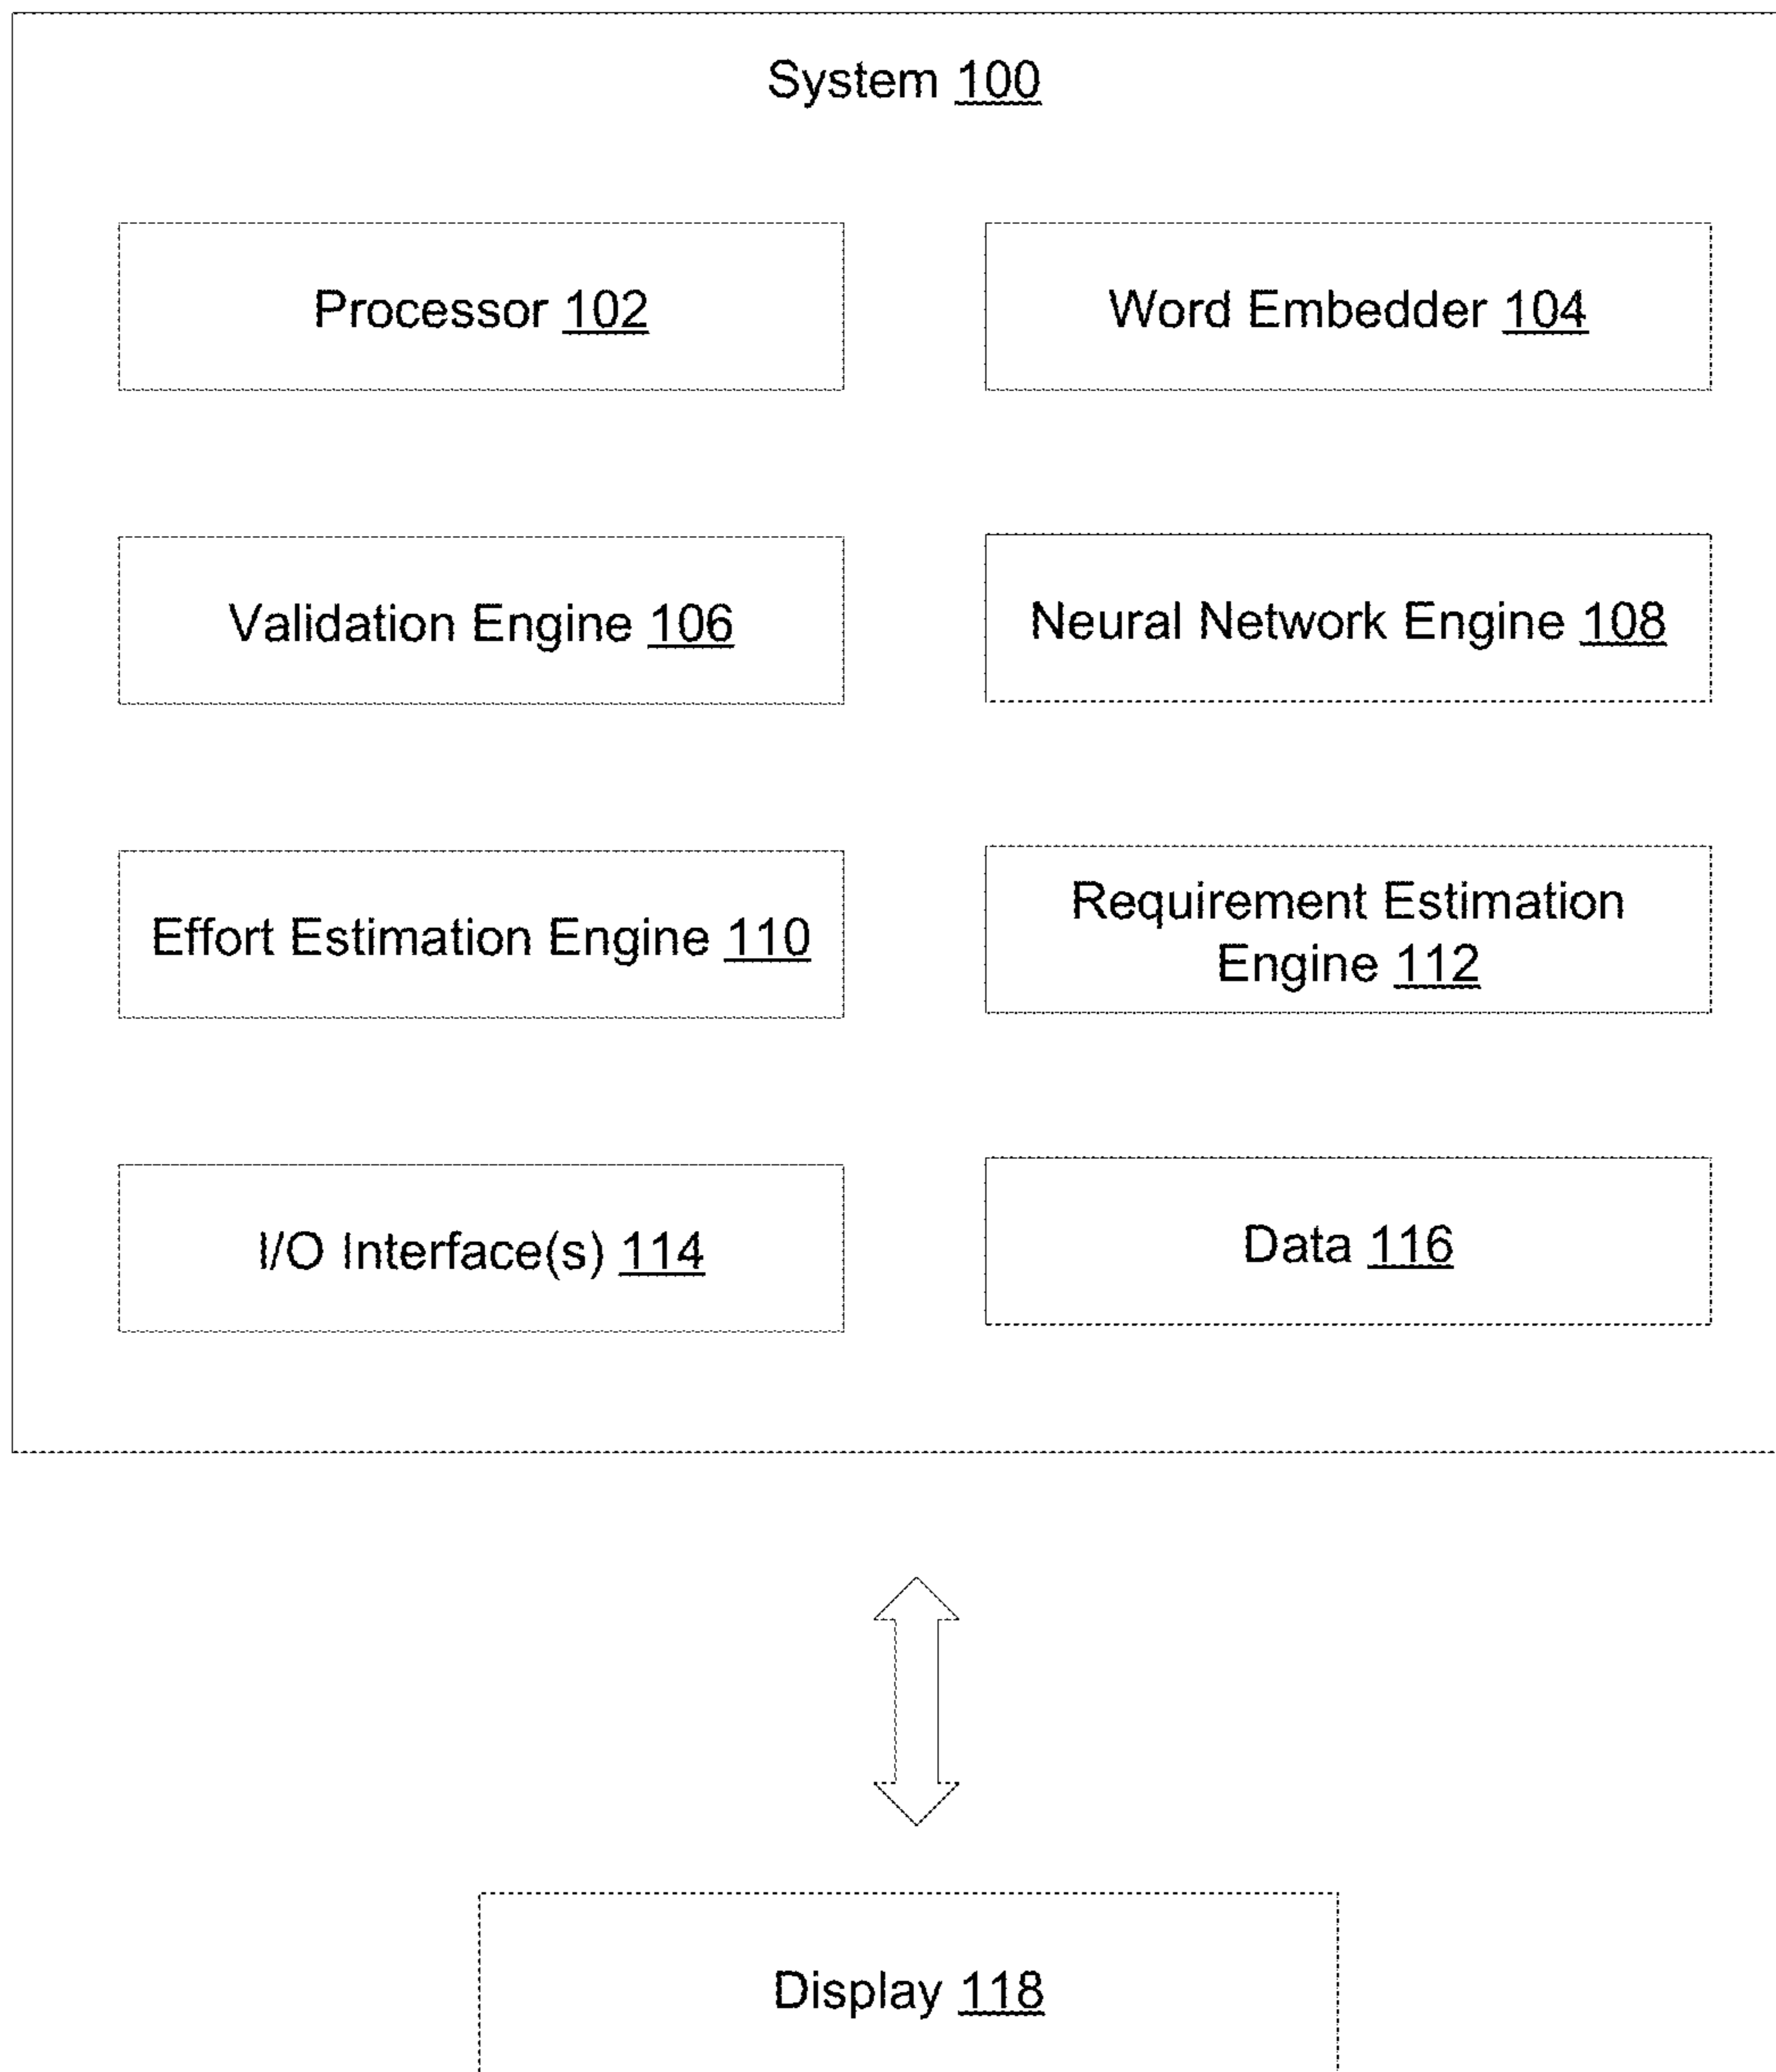 System 100
Processor 102
Word Embedder 104
Validation Engine 106
Neural Network Engine 108
Effort Estimation Engine 110
Requirement Estimation
Engine 112
I/O Interface(s) 114
Data 116
Display 118